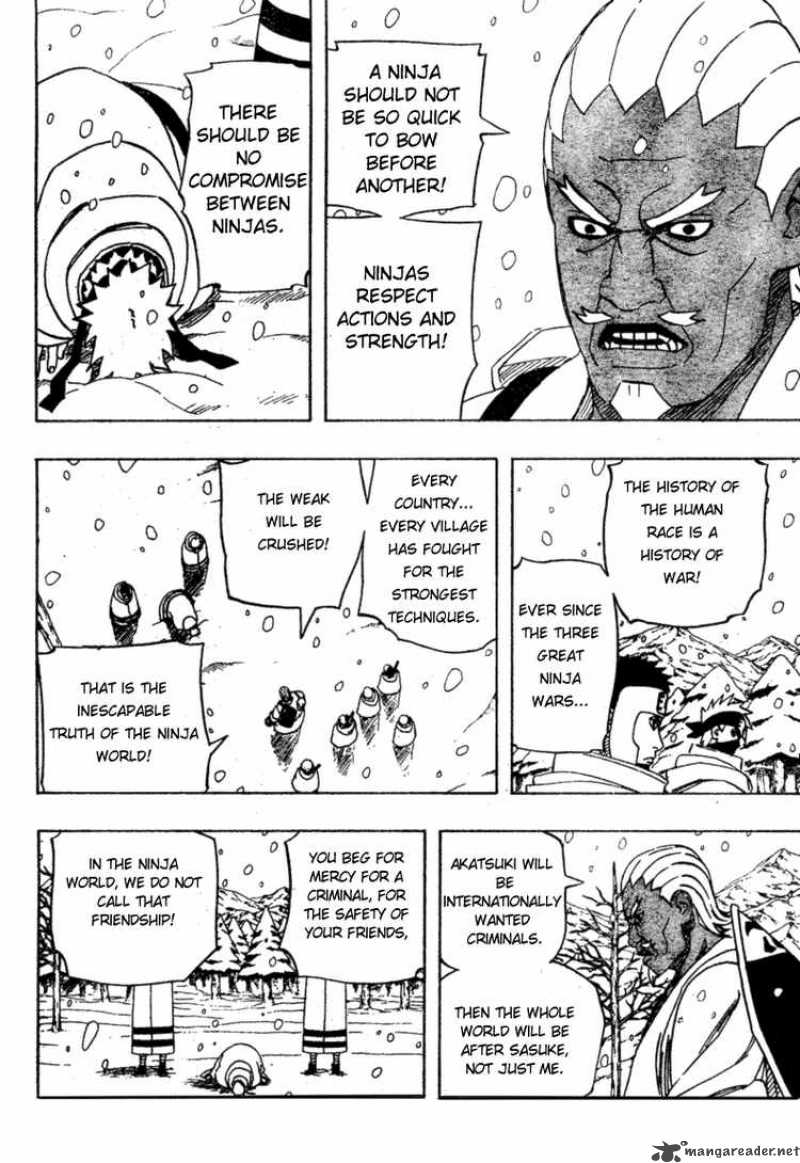 A NINJA
SHOULD NOT
BE SO QUICK
TO BOW
BEFORE
ANOTHER!
NINJAS
RESPECT
ACTIONS AND
STRENGTH!
THERE
SHOULD BE
NO
COMPROMISE
BETWEEN
NINJAS.
THE HISTORY OF
THE HUMAN
RACE IS A
HISTORY OF
WAR!
EVER SINCE
THE THREE
GREAT
NINJA
WARS...
EVERY
COUNTRY...
EVERY VILLAGE
HAS FOUGHT
FOR THE
STRONGEST
TECHNIQUES.
THE WEAK
WILL BE
CRUSHED!
THAT IS THE
INESCAPABLE
TRUTH OF THE NINJA
WORLD!
AKATSUKI WILL
BE
INTERNATIONALLY
WANTED
CRIMINALS.
THEN THE WHOLE
WORLD WILL BE
AFTER SASUKE,
NOT JUST ME.
YOU BEG FOR
MERCY FOR A
CRIMINAL, FOR
THE SAFETY OF
YOUR FRIENDS,
IN THE NINJA
WORLD, WE DO NOT
CALL THAT
FRIENDSHIP!
mangareader.net